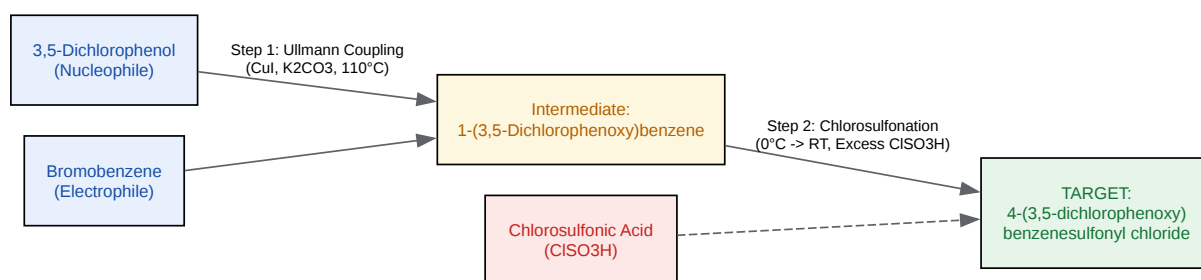 3,5-Dichlorophenol
(Nucleophile)
Step 1: Ullmann Coupling
(CuI, K2CO3, 110°C)
Bromobenzene
(Electrophile)
Intermediate:
1-(3,5-Dichlorophenoxy)benzene
Step 2: Chlorosulfonation
(0°C -> RT, Excess ClSO3H)
Chlorosulfonic Acid
(ClSO3H)
TARGET:
4-(3,5-dichlorophenoxy)
benzenesulfonyl chloride